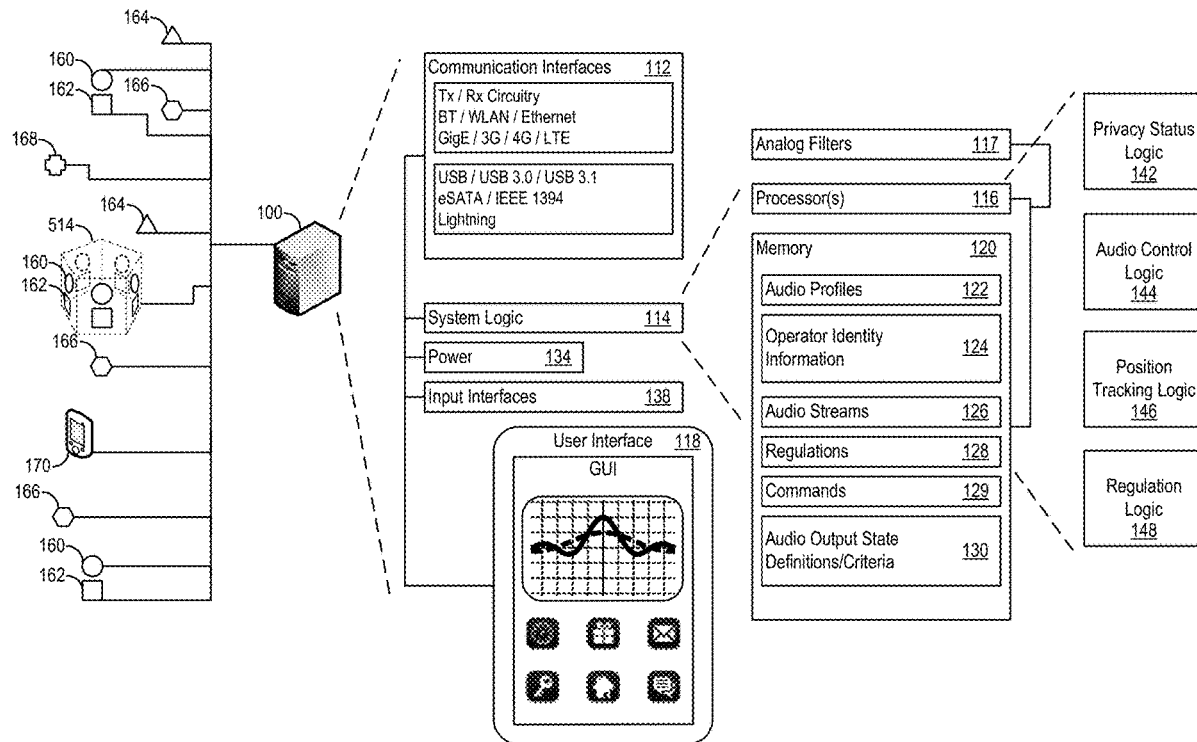 164
160
162
166
168
164
514
160
162
166
170
166
160
162
100
Communication Interfaces 112
Tx / Rx Circuitry
BT / WLAN / Ethernet
GigE / 3G / 4G / LTE
USB / USB 3.0 / USB 3.1
eSATA / IEEE 1394
Lightning
System Logic 114
Power 134
Input Interfaces 138
User Interface 118
GUI
Analog Filters 117
Processor(s) 116
Memory 120
Audio Profiles 122
Operator Identity
Information 124
Audio Streams 126
Regulations 128
Commands 129
Audio Output State
Definitions/Criteria 130
Privacy Status
Logic
142
Audio Control
Logic
144
Position
Tracking Logic
146
Regulation
Logic
148